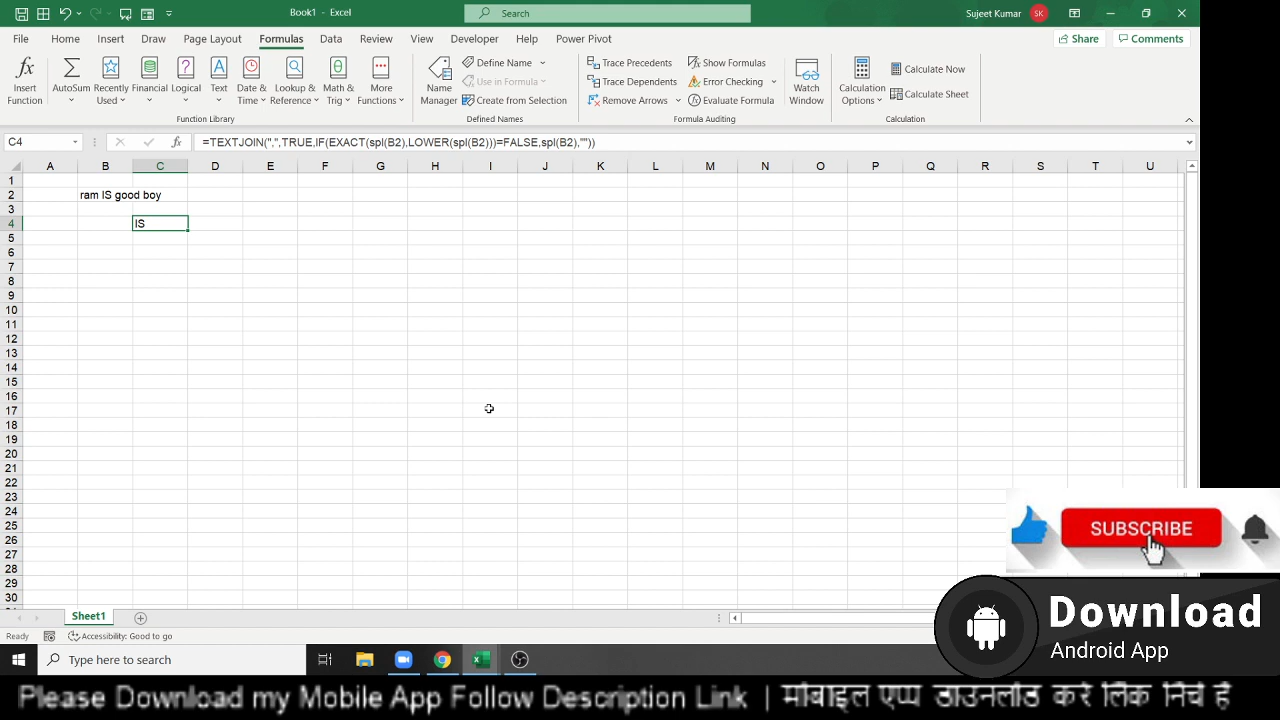 Book1 - Excel
Search
Sujeet Kumar SK
File Home Insert Draw Page Layout Formulas Data Review View Developer Help Power Pivot Share Comments
Insert Function
AutoSum
Recently Used
Financial
Logical
Text
Date & Time
Lookup & Reference
Math & Trig
More Functions
Function Library
Name Manager
Define Name
Use in Formula
Create from Selection
Defined Names
Trace Precedents
Trace Dependents
Remove Arrows
Show Formulas
Error Checking
Evaluate Formula
Formula Auditing
Watch Window
Calculation Options
Calculate Now
Calculate Sheet
Calculation
C4 fx =TEXTJOIN(",",TRUE,IF(EXACT(spl(B2),LOWER(spl(B2)))=FALSE,spl(B2),""))
A B C D E F G H I J K L M N O P Q R S T U
1
2 ram IS good boy
3
4 IS
5
6
7
8
9
10
11
12
13
14
15
16
17
18
19
20
21
22
23
24
25
26
27
28
29
30
SUBSCRIBE
Sheet1
Ready Accessibility: Good to go
Download
Android App
Type here to search
Please Download my Mobile App Follow Description Link | मोबाइल एप्प डाउनलोड करे लिंक निचे है